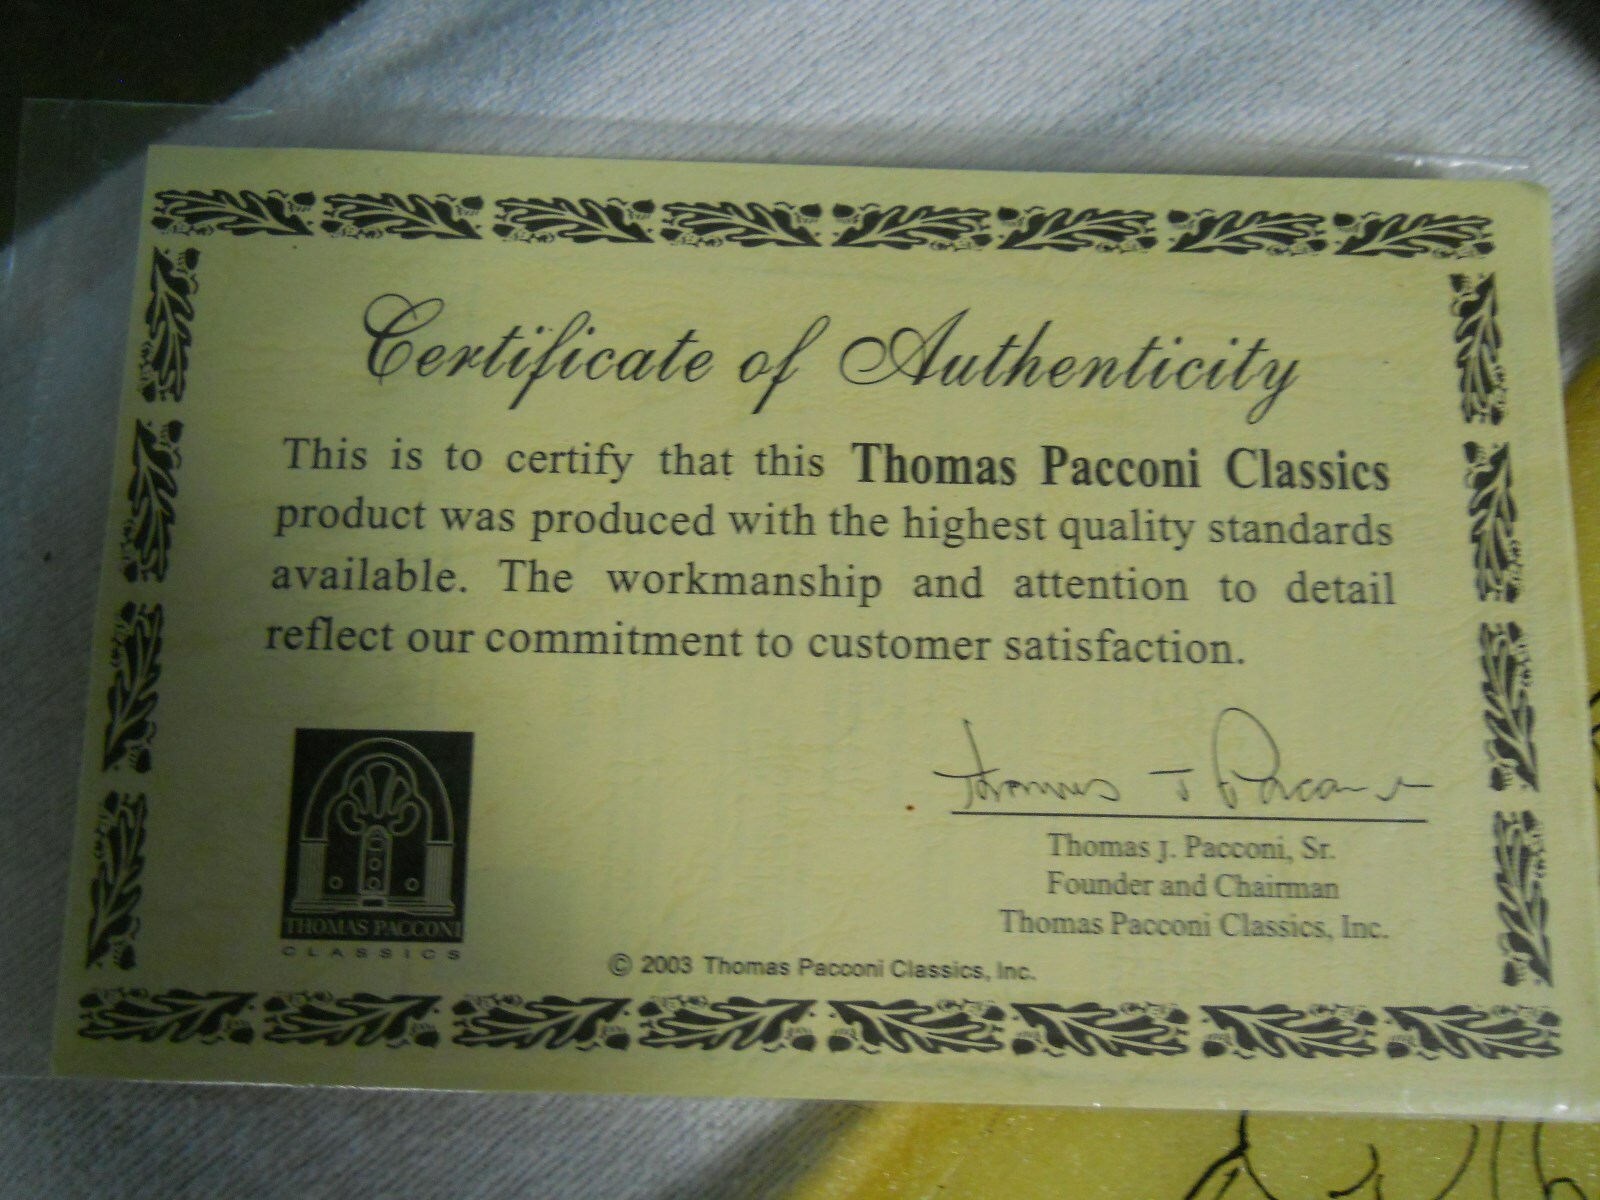 Certificate of Authenticity
This is to certify that this Thomas Pacconi Classics
product was produced with the highest quality standards
available. The workmanship and attention to detail
reflect our commitment to customer satisfaction.
Thomas J Pacconi
Thomas J. Pacconi, Sr.
Founder and Chairman
Thomas Pacconi Classics, Inc.
THOMAS PACCONI
CLASSICS
© 2003 Thomas Pacconi Classics, Inc.